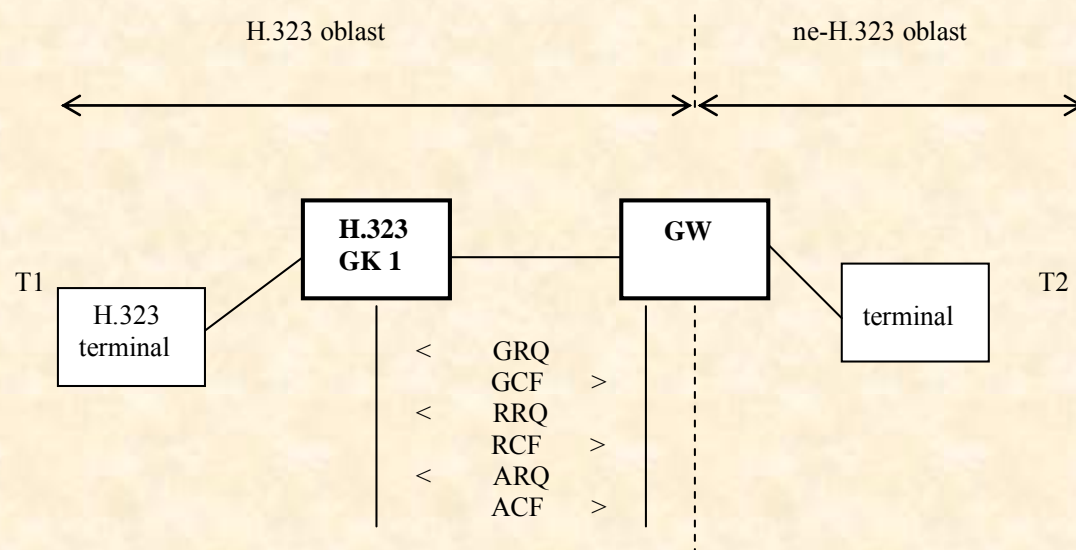 H.323 oblast
ne-H.323 oblast
H.323
GK 1
GW
T1
H.323
terminal
terminal
T2
< GRQ
GCF >
< RRQ
RCF >
< ARQ
ACF >